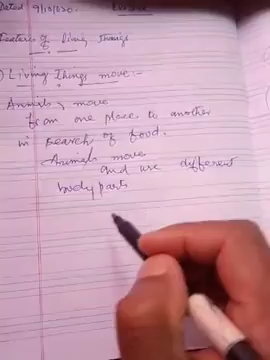 Dated 9/10/2020
Features of living things
Living Things move:-
Animals move
from one place to another
in search of food.
Animals move
and use different
body parts